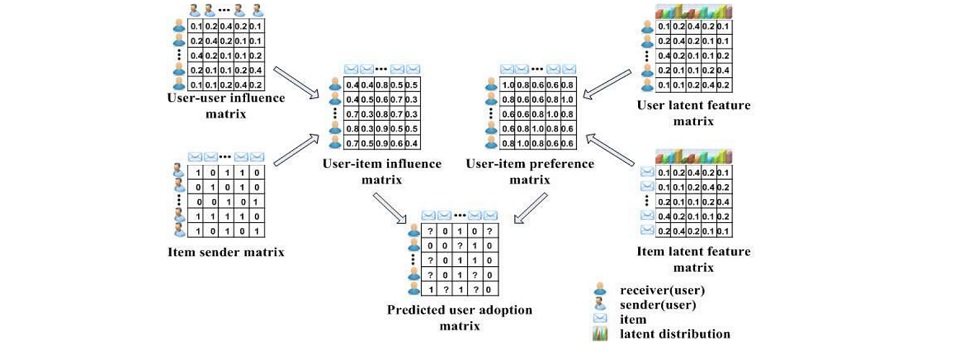 0.1 0.2 0.4 0.2 0.1
0.2 0.4 0.2 0.1 0.1
0.4 0.2 0.1 0.1 0.2
0.2 0.1 0.1 0.2 0.4
0.1 0.1 0.2 0.4 0.2
User-user influence
matrix
1 0 1 1 0
0 1 0 1 0
0 0 1 0 1
1 1 1 1 0
1 0 1 0 1
Item sender matrix
0.4 0.4 0.8 0.5 0.5
0.4 0.5 0.6 0.7 0.3
0.7 0.3 0.8 0.7 0.3
0.8 0.3 0.9 0.5 0.5
0.7 0.5 0.9 0.6 0.4
User-item influence
matrix
1.0 0.8 0.6 0.6 0.8
0.8 0.6 0.6 0.8 1.0
0.6 0.6 0.8 1.0 0.8
0.6 0.8 1.0 0.8 0.6
0.8 1.0 0.8 0.6 0.6
User-item preference
matrix
0.1 0.2 0.4 0.2 0.1
0.2 0.4 0.2 0.1 0.1
0.4 0.2 0.1 0.1 0.2
0.2 0.1 0.1 0.2 0.4
0.1 0.1 0.2 0.4 0.2
User latent feature
matrix
0.1 0.2 0.4 0.2 0.1
0.1 0.1 0.2 0.4 0.2
0.2 0.1 0.1 0.2 0.4
0.4 0.2 0.1 0.1 0.2
0.2 0.4 0.2 0.1 0.1
Item latent feature
matrix
? 0 1 0 ?
0 0 ? 1 0
? 0 1 ? 0
? 0 1 ? 0
1 ? 1 ? 0
Predicted user adoption
matrix
receiver(user)
sender(user)
item
latent distribution